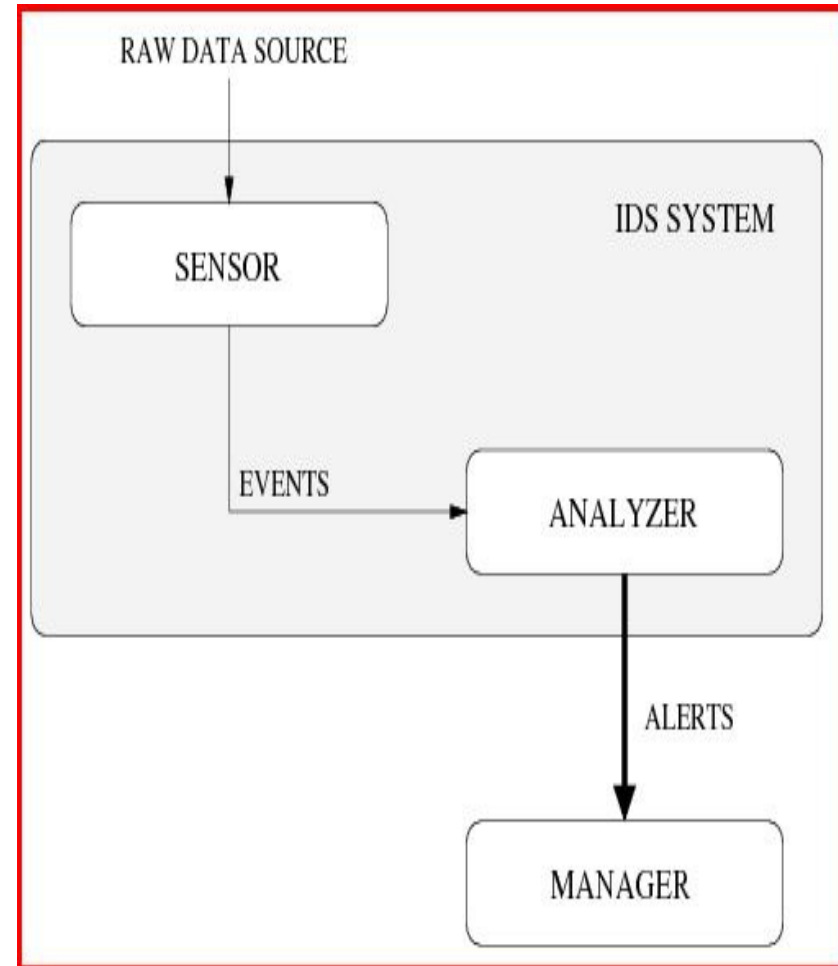 RAW DATA SOURCE
IDS SYSTEM
SENSOR
EVENTS
ANALYZER
ALERTS
MANAGER